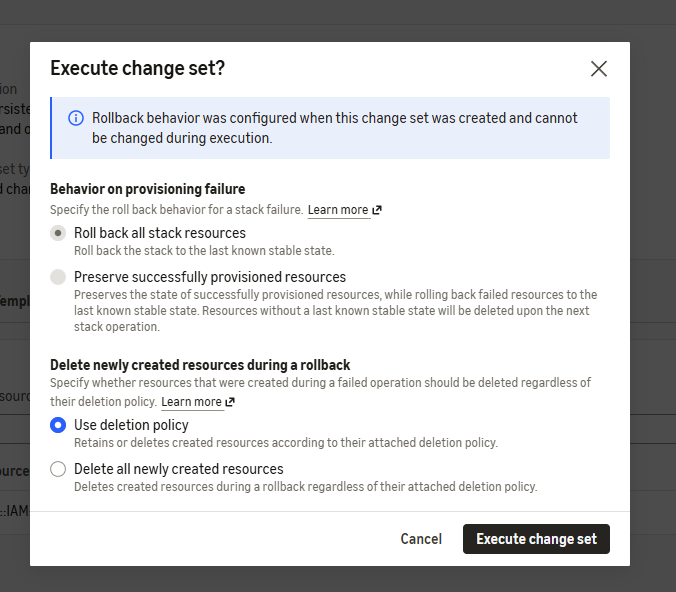 Execute change set?
Rollback behavior was configured when this change set was created and cannot
be changed during execution.
Behavior on provisioning failure
Specify the roll back behavior for a stack failure. Learn more
Roll back all stack resources
Roll back the stack to the last known stable state.
Preserve successfully provisioned resources
Preserves the state of successfully provisioned resources, while rolling back failed resources to the
last known stable state. Resources without a last known stable state will be deleted upon the next
stack operation.
Delete newly created resources during a rollback
Specify whether resources that were created during a failed operation should be deleted regardless of
their deletion policy. Learn more
Use deletion policy
Retains or deletes created resources according to their attached deletion policy.
Delete all newly created resources
Deletes created resources during a rollback regardless of their attached deletion policy.
Cancel Execute change set